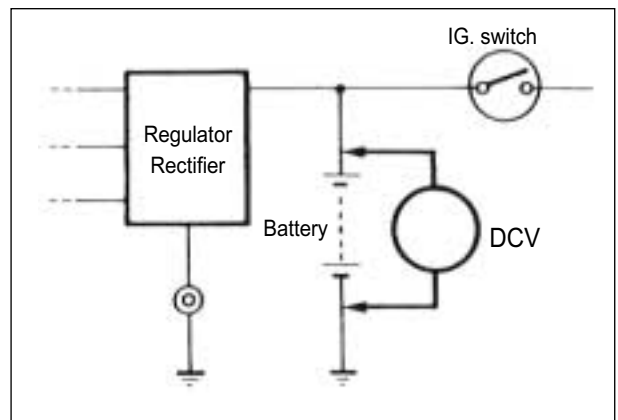 IG. switch
Regulator
Rectifier
Battery
DCV